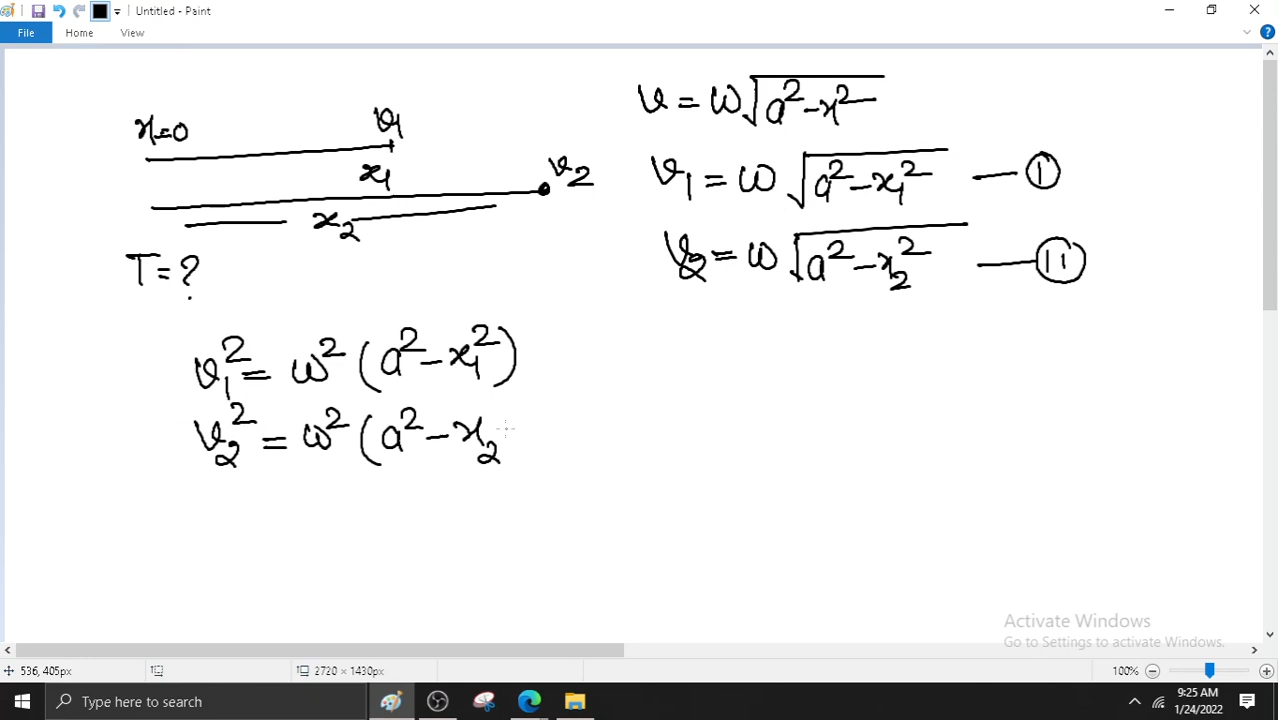 Untitled - Paint
File Home View
x=0
v₁
x₁
v₂
x₂
T=?
v = ω√(a²-x²)
v₁ = ω√(a²-x₁²) — ①
v₂ = ω√(a²-x₂²) — ⑪
v₁² = ω² (a²-x₁²)
v₂² = ω² (a²-x₂
Activate Windows
Go to Settings to activate Windows.
536, 405px
2720 × 1430px
100%
Type here to search
9:25 AM
1/24/2022